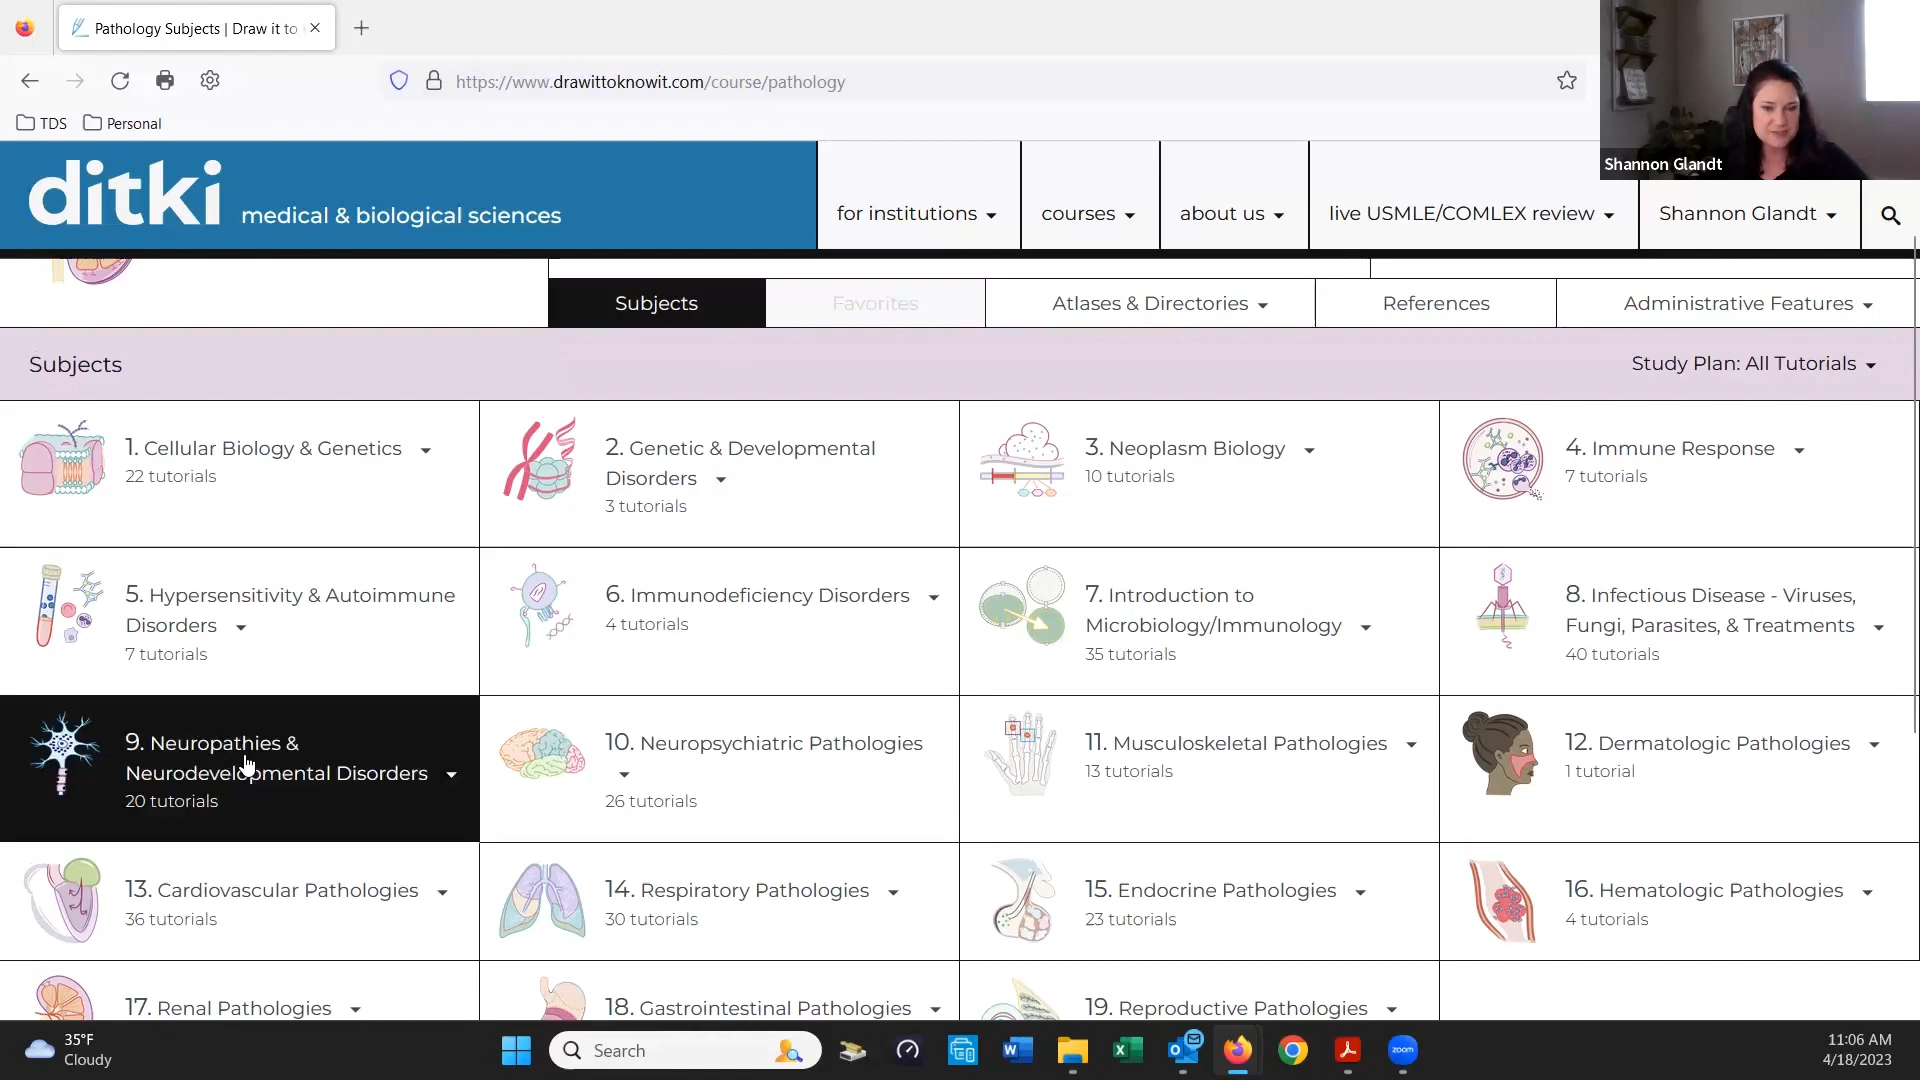 Pathology Subjects | Draw it to
https://www.drawittoknowit.com/course/pathology
TDS
Personal
Shannon Glandt
ditki medical & biological sciences
for institutions
courses
about us
live USMLE/COMLEX review
Shannon Glandt
Subjects
Favorites
Atlases & Directories
References
Administrative Features
Subjects
Study Plan: All Tutorials
1. Cellular Biology & Genetics
22 tutorials
2. Genetic & Developmental
Disorders
3 tutorials
3. Neoplasm Biology
10 tutorials
4. Immune Response
7 tutorials
5. Hypersensitivity & Autoimmune
Disorders
7 tutorials
6. Immunodeficiency Disorders
4 tutorials
7. Introduction to
Microbiology/Immunology
35 tutorials
8. Infectious Disease - Viruses,
Fungi, Parasites, & Treatments
40 tutorials
9. Neuropathies &
Neurodevelopmental Disorders
20 tutorials
10. Neuropsychiatric Pathologies
26 tutorials
11. Musculoskeletal Pathologies
13 tutorials
12. Dermatologic Pathologies
1 tutorial
13. Cardiovascular Pathologies
36 tutorials
14. Respiratory Pathologies
30 tutorials
15. Endocrine Pathologies
23 tutorials
16. Hematologic Pathologies
4 tutorials
17. Renal Pathologies
18. Gastrointestinal Pathologies
19. Reproductive Pathologies
35°F
Cloudy
Search
zoom
11:06 AM
4/18/2023